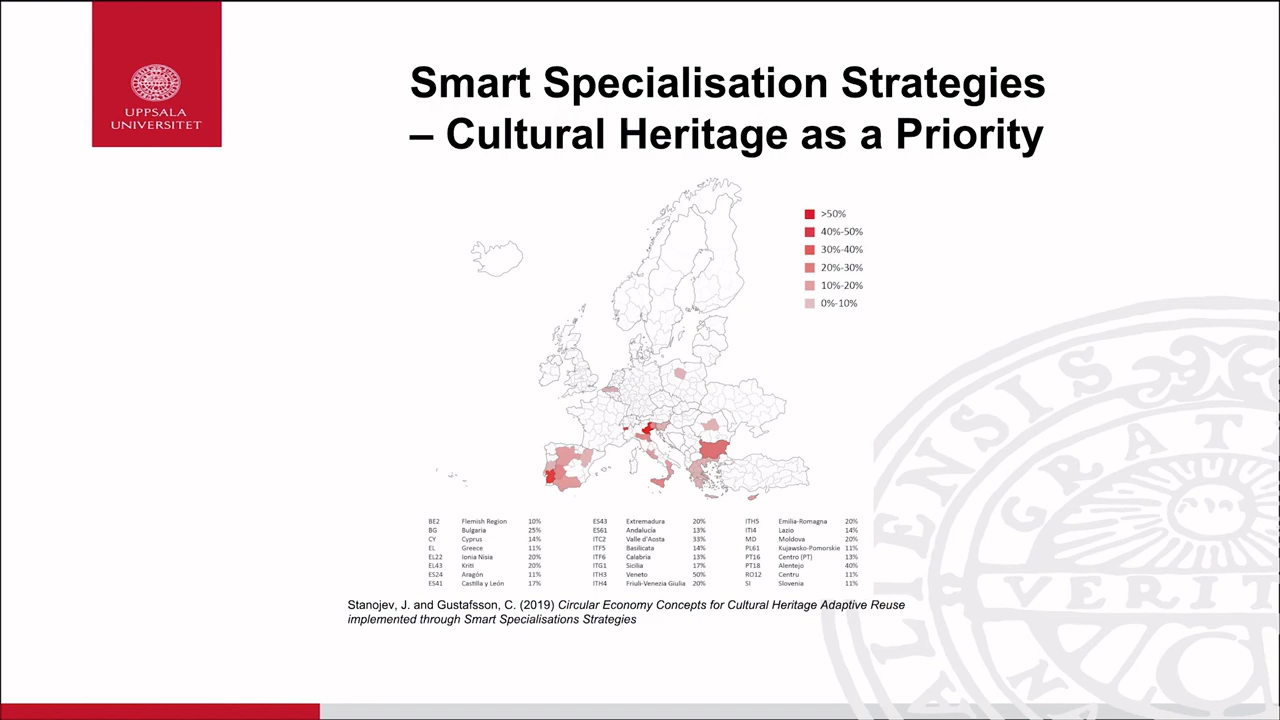 UPPSALA
UNIVERSITET
Smart Specialisation Strategies
– Cultural Heritage as a Priority
>50%
40%-50%
30%-40%
20%-30%
10%-20%
0%-10%
BE2 Flemish Region 10%
BG Bulgaria 25%
CY Cyprus 14%
EL Greece 11%
EL22 Ionia Nisia 20%
EL43 Kriti 20%
ES24 Aragón 11%
ES41 Castilla y León 17%
ES43 Extremadura 20%
ES61 Andalucía 13%
ITC2 Valle d'Aosta 33%
ITF5 Basilicata 14%
ITF6 Calabria 13%
ITG1 Sicilia 17%
ITH3 Veneto 50%
ITH4 Friuli-Venezia Giulia 20%
ITH5 Emilia-Romagna 20%
ITI4 Lazio 14%
MD Moldova 20%
PL61 Kujawsko-Pomorskie 11%
PT16 Centro (PT) 13%
PT18 Alentejo 40%
RO12 Centru 11%
SI Slovenia 11%
Stanojev, J. and Gustafsson, C. (2019) Circular Economy Concepts for Cultural Heritage Adaptive Reuse
implemented through Smart Specialisations Strategies